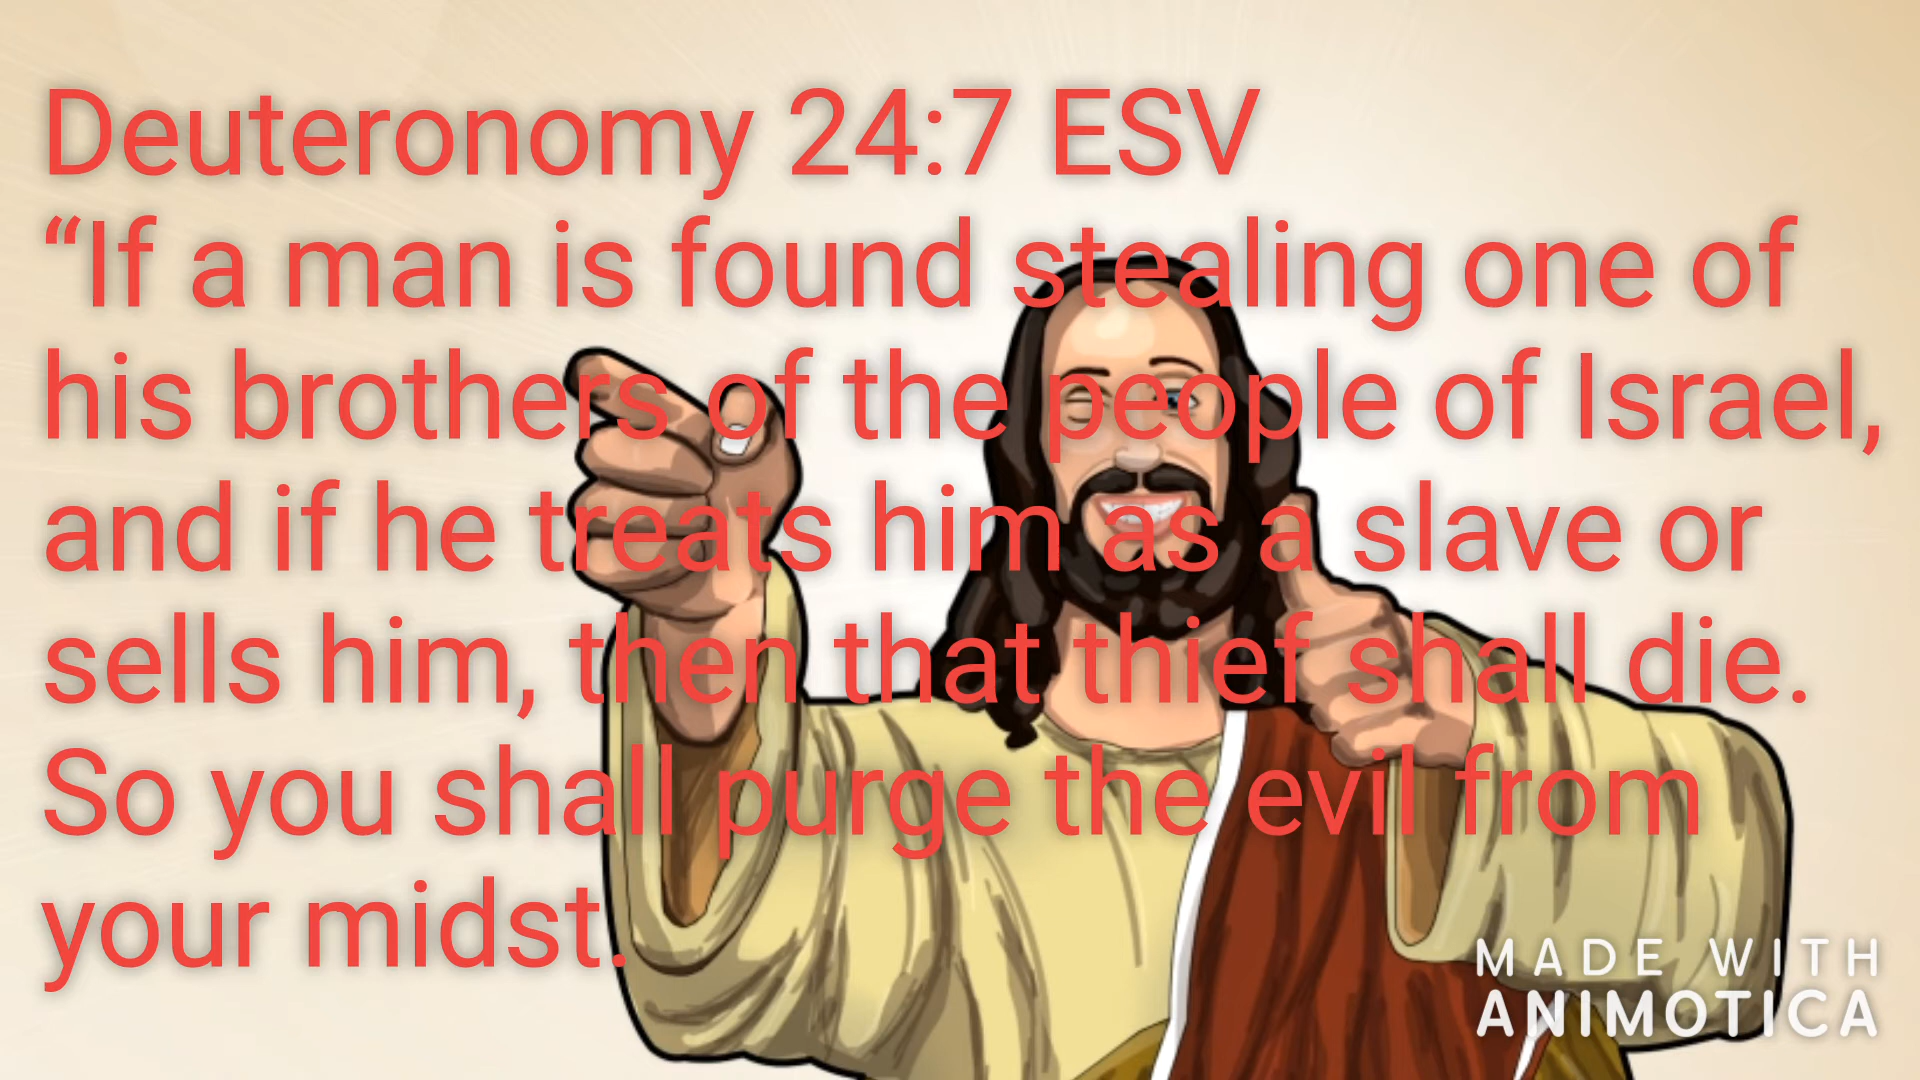 Deuteronomy 24:7 ESV
“If a man is found stealing one of
his brothers of the people of Israel,
and if he treats him as a slave or
sells him, then that thief shall die.
So you shall purge the evil from
your midst.
MADE WITH
ANIMOTICA